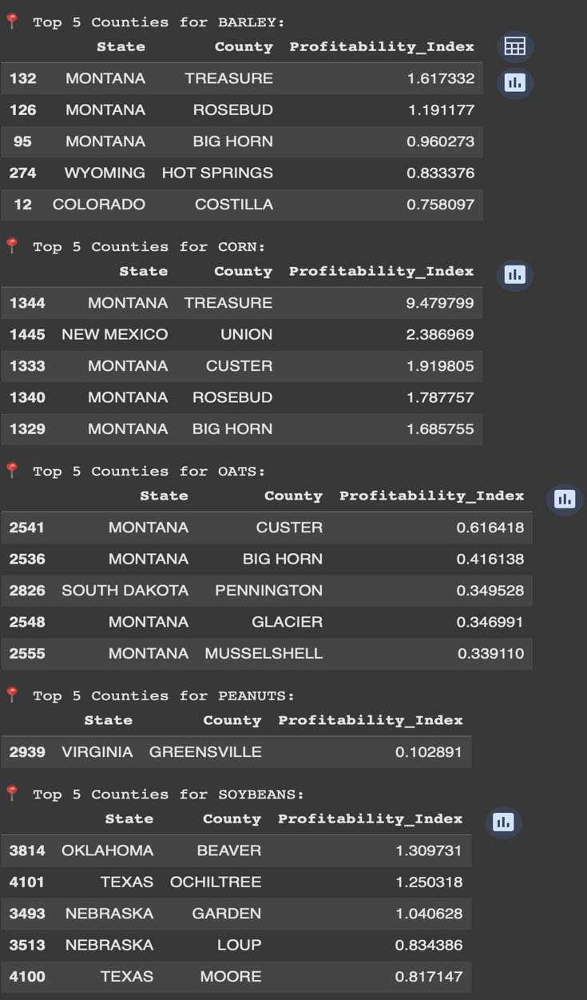 📍 Top 5 Counties for BARLEY:
State County Profitability_Index
132 MONTANA TREASURE 1.617332
126 MONTANA ROSEBUD 1.191177
95 MONTANA BIG HORN 0.960273
274 WYOMING HOT SPRINGS 0.833376
12 COLORADO COSTILLA 0.758097
📍 Top 5 Counties for CORN:
State County Profitability_Index
1344 MONTANA TREASURE 9.479799
1445 NEW MEXICO UNION 2.386969
1333 MONTANA CUSTER 1.919805
1340 MONTANA ROSEBUD 1.787757
1329 MONTANA BIG HORN 1.685755
📍 Top 5 Counties for OATS:
State County Profitability_Index
2541 MONTANA CUSTER 0.616418
2536 MONTANA BIG HORN 0.416138
2826 SOUTH DAKOTA PENNINGTON 0.349528
2548 MONTANA GLACIER 0.346991
2555 MONTANA MUSSELSHELL 0.339110
📍 Top 5 Counties for PEANUTS:
State County Profitability_Index
2939 VIRGINIA GREENSVILLE 0.102891
📍 Top 5 Counties for SOYBEANS:
State County Profitability_Index
3814 OKLAHOMA BEAVER 1.309731
4101 TEXAS OCHILTREE 1.250318
3493 NEBRASKA GARDEN 1.040628
3513 NEBRASKA LOUP 0.834386
4100 TEXAS MOORE 0.817147